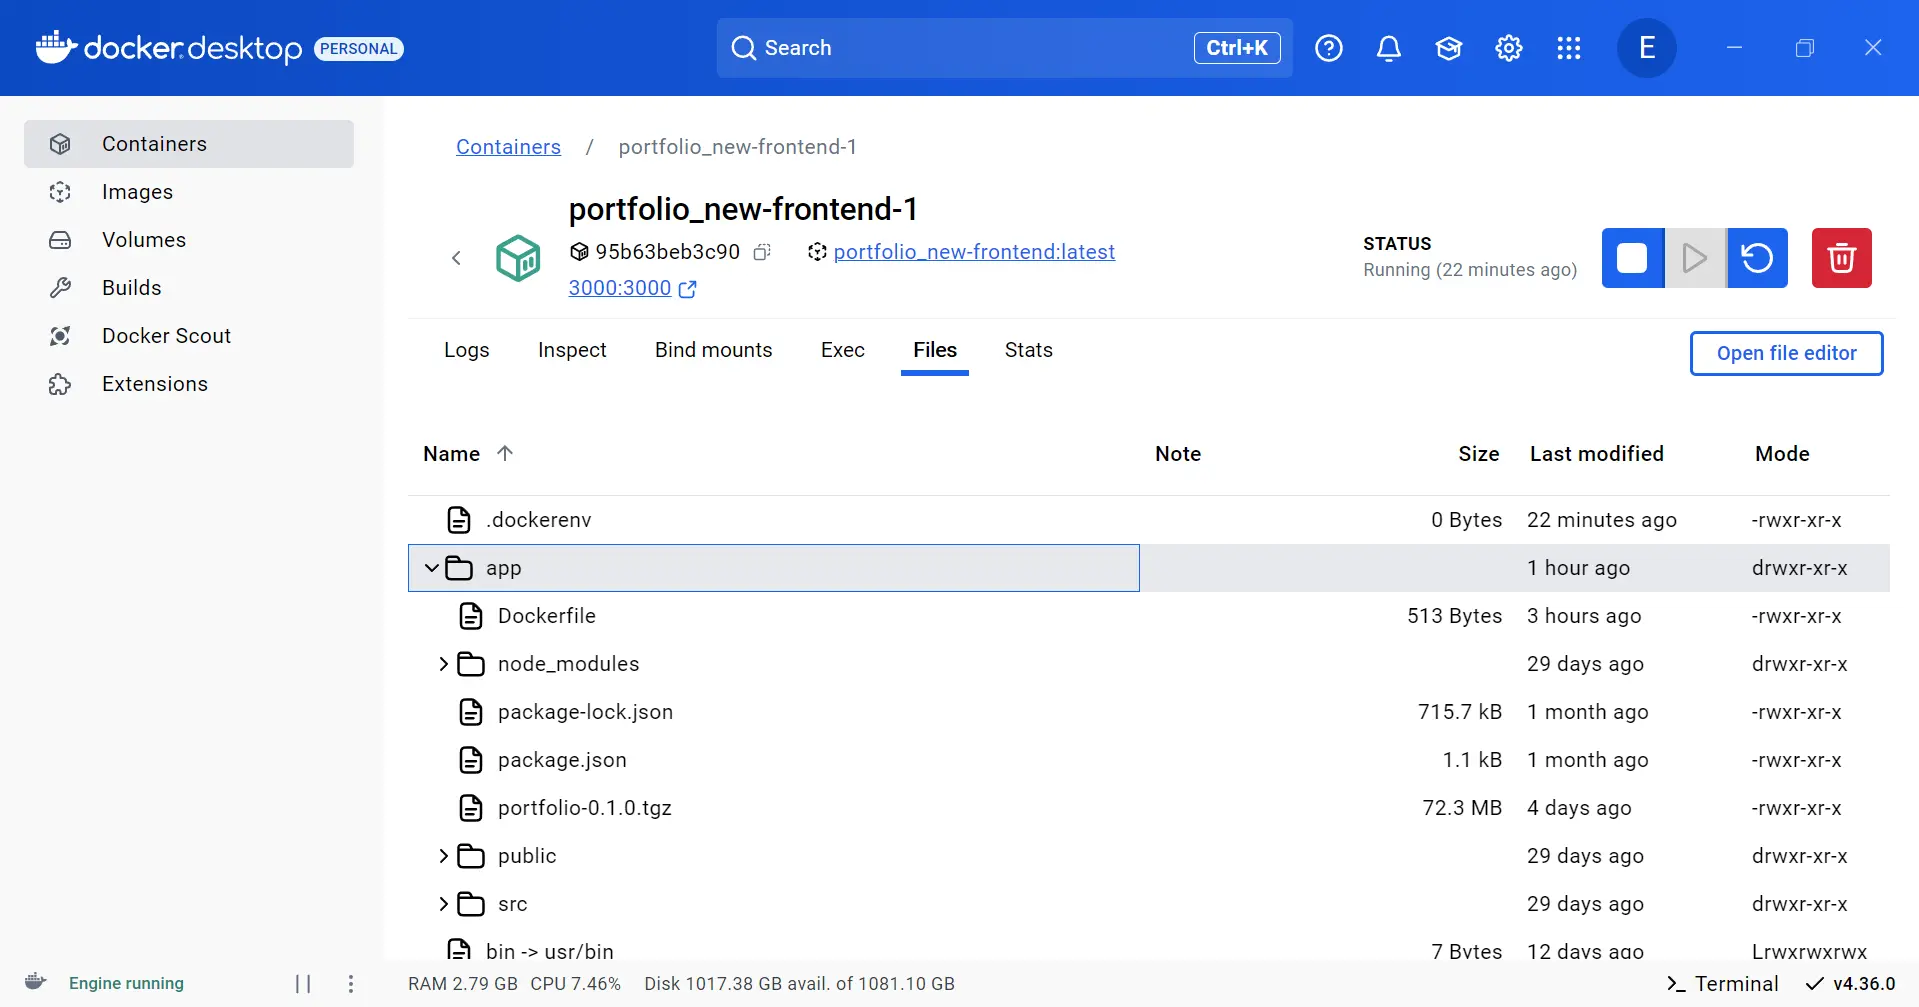 docker.desktop PERSONAL
Search Ctrl+K
E
Containers
Images
Volumes
Builds
Docker Scout
Extensions
Containers / portfolio_new-frontend-1
portfolio_new-frontend-1
95b63beb3c90 portfolio_new-frontend:latest
3000:3000
STATUS
Running (22 minutes ago)
Logs Inspect Bind mounts Exec Files Stats
Open file editor
Name Note Size Last modified Mode
.dockerenv 0 Bytes 22 minutes ago -rwxr-xr-x
app 1 hour ago drwxr-xr-x
Dockerfile 513 Bytes 3 hours ago -rwxr-xr-x
node_modules 29 days ago drwxr-xr-x
package-lock.json 715.7 kB 1 month ago -rwxr-xr-x
package.json 1.1 kB 1 month ago -rwxr-xr-x
portfolio-0.1.0.tgz 72.3 MB 4 days ago -rwxr-xr-x
public 29 days ago drwxr-xr-x
src 29 days ago drwxr-xr-x
bin -> usr/bin 7 Bytes 12 days ago Lrwxrwxrwx
Engine running RAM 2.79 GB CPU 7.46% Disk 1017.38 GB avail. of 1081.10 GB Terminal v4.36.0